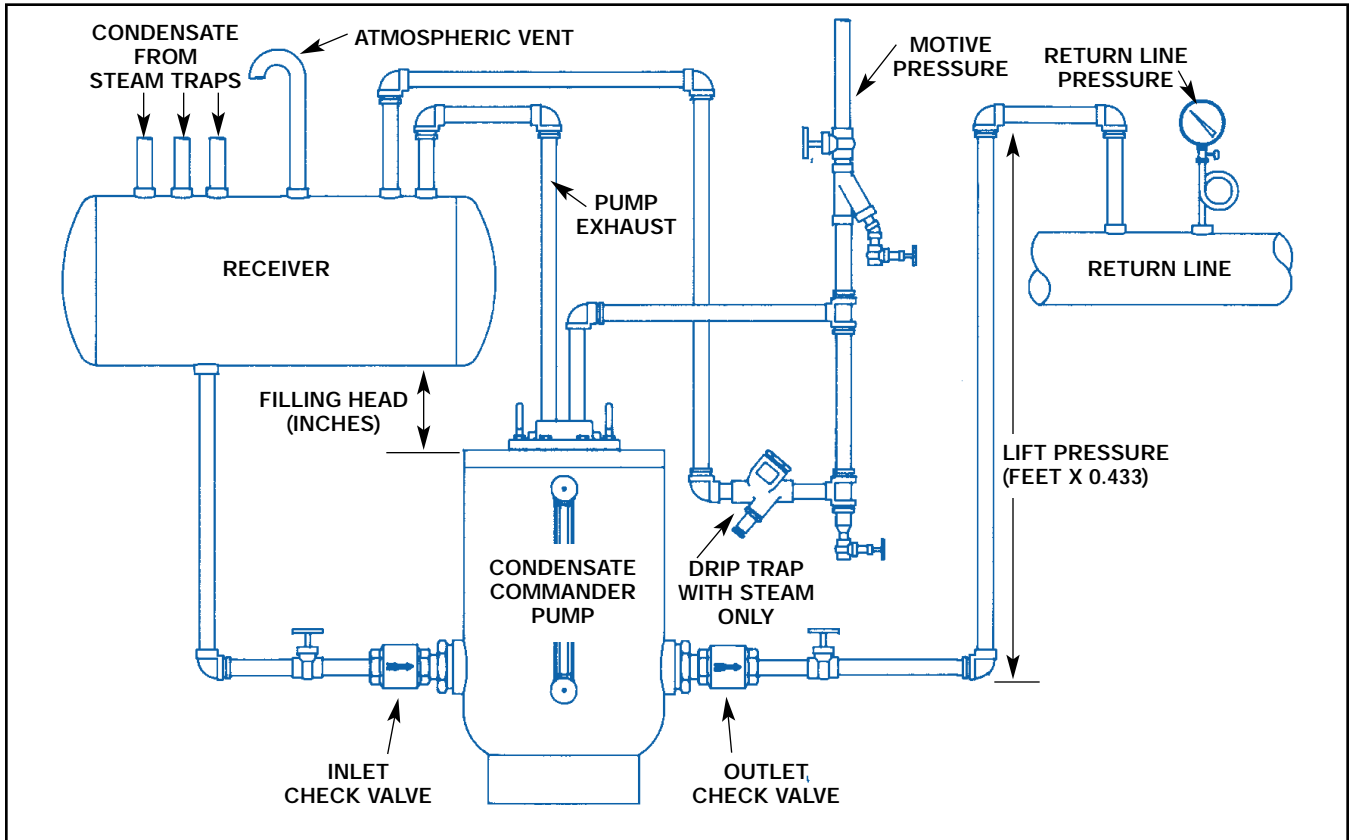 CONDENSATE
FROM
STEAM TRAPS
ATMOSPHERIC VENT
MOTIVE
PRESSURE
RETURN LINE
PRESSURE
PUMP
EXHAUST
RECEIVER
RETURN LINE
FILLING HEAD
(INCHES)
LIFT PRESSURE
(FEET X 0.433)
CONDENSATE
COMMANDER
PUMP
DRIP TRAP
WITH STEAM
ONLY
INLET
CHECK VALVE
OUTLET
CHECK VALVE